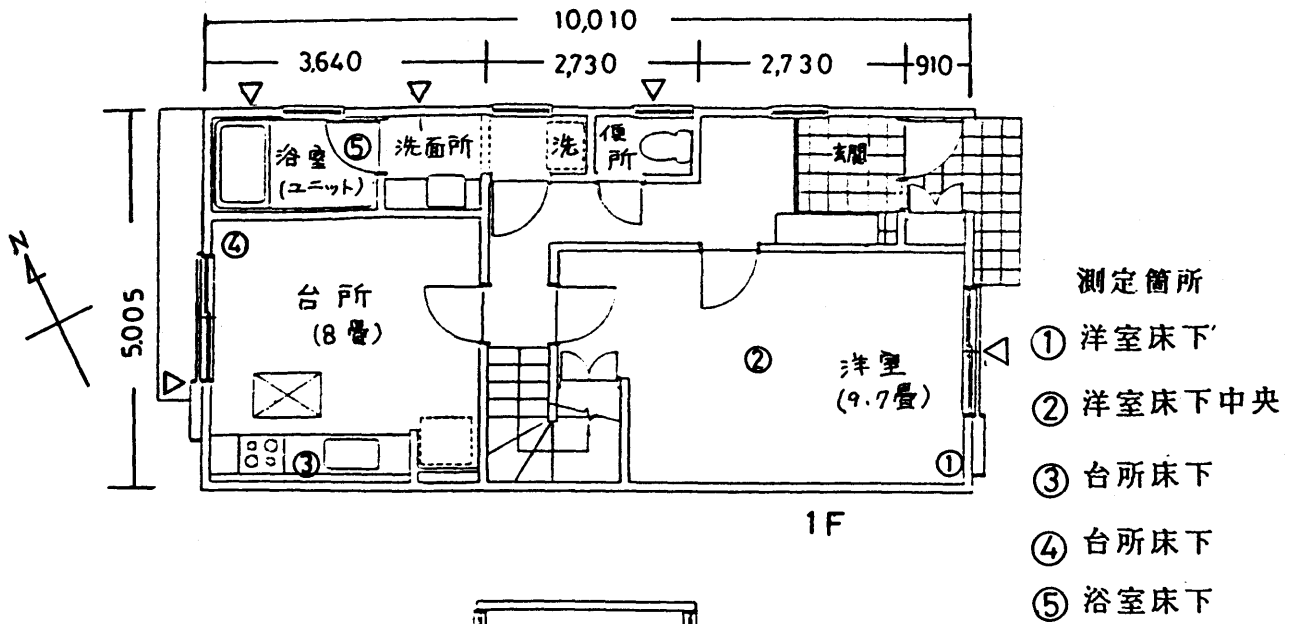 10,010
3,640 2,730 2,730 910
5,005
N
浴室
(ユニット)
⑤
洗面所
洗
便所
玄関
④
台所
(8畳)
②
洋室
(9.7畳)
③
①
1F
測定箇所
① 洋室床下
② 洋室床下中央
③ 台所床下
④ 台所床下
⑤ 浴室床下